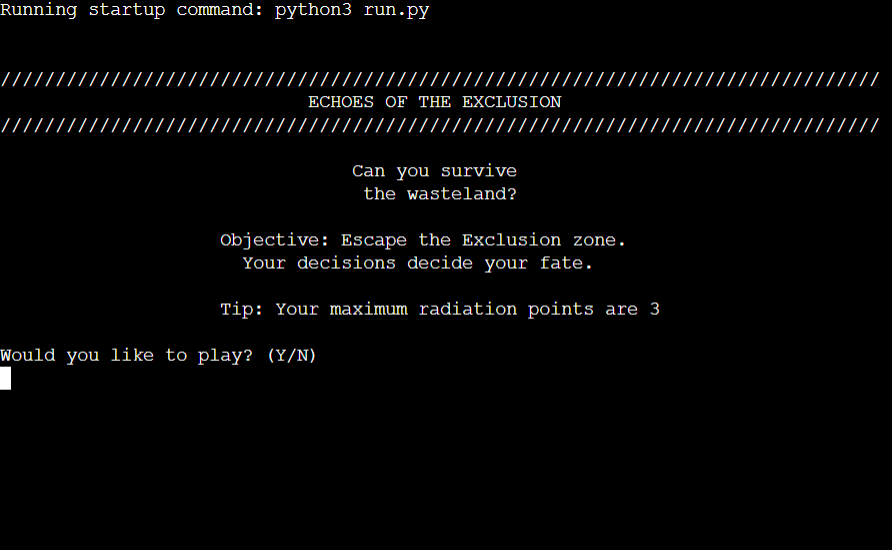 Running startup command: python3 run.py
////////////////////////////////////////////////////////////////////////////////
ECHOES OF THE EXCLUSION
////////////////////////////////////////////////////////////////////////////////
Can you survive
the wasteland?
Objective: Escape the Exclusion zone.
Your decisions decide your fate.
Tip: Your maximum radiation points are 3
Would you like to play? (Y/N)